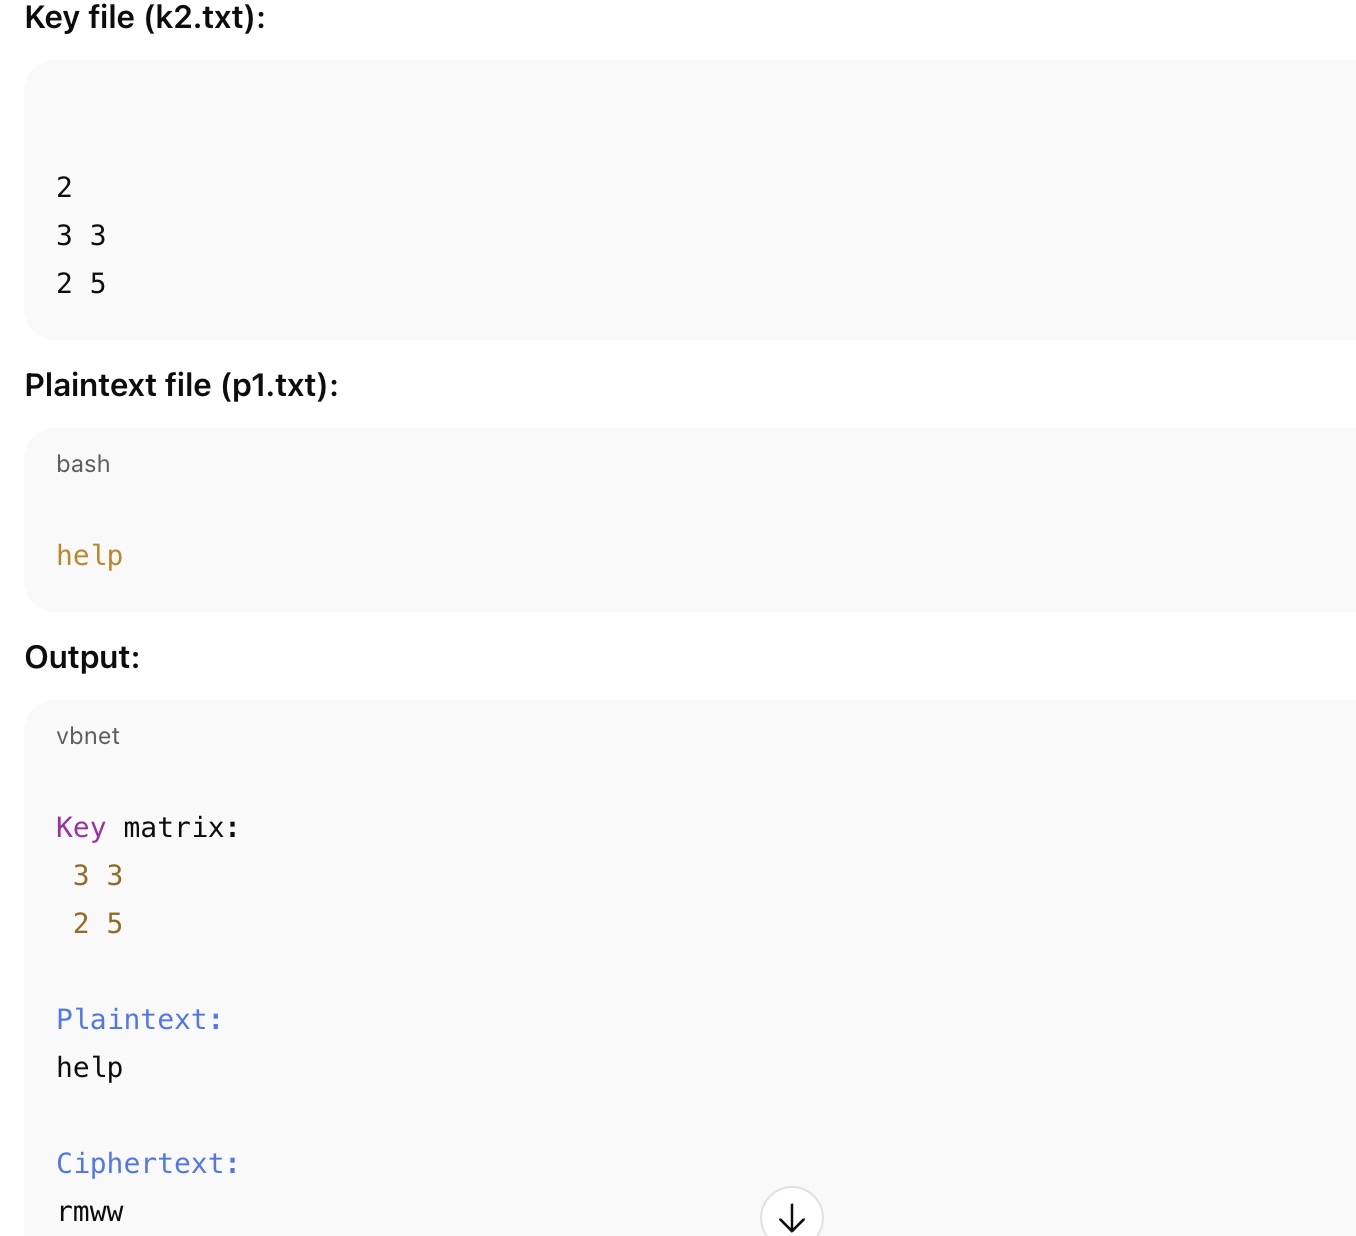 Key file (k2.txt):
2
3 3
2 5
Plaintext file (p1.txt):
bash
help
Output:
vbnet
Key matrix:
3 3
2 5
Plaintext:
help
Ciphertext:
rmww